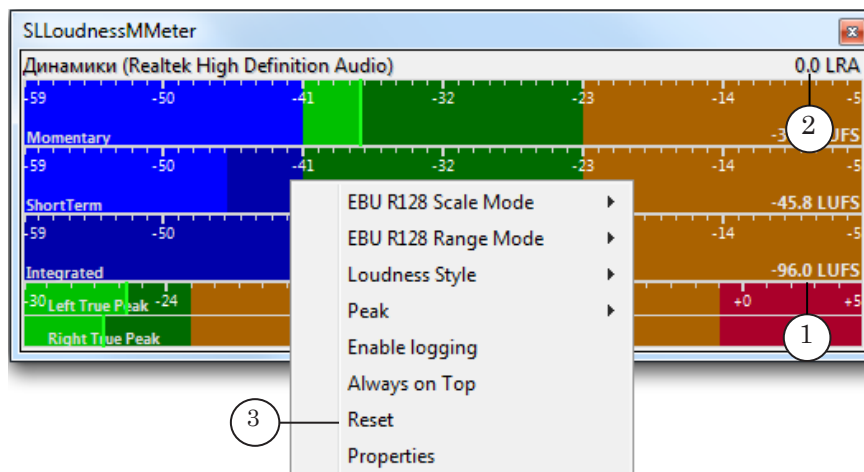 SLLoudnessMMeter
x
Динамики (Realtek High Definition Audio) 0.0 LRA
-59 -50 -41 -32 -23 -14 -5
Momentary UFS
2
-59 -50 -41 -32 -23 -14 -5
ShortTerm -45.8 LUFS
-59 -50 -14 -5
Integrated -96.0 LUFS
-30 Left True Peak -24 +0 +5
Right True Peak
1
EBU R128 Scale Mode
EBU R128 Range Mode
Loudness Style
Peak
Enable logging
Always on Top
3 Reset
Properties